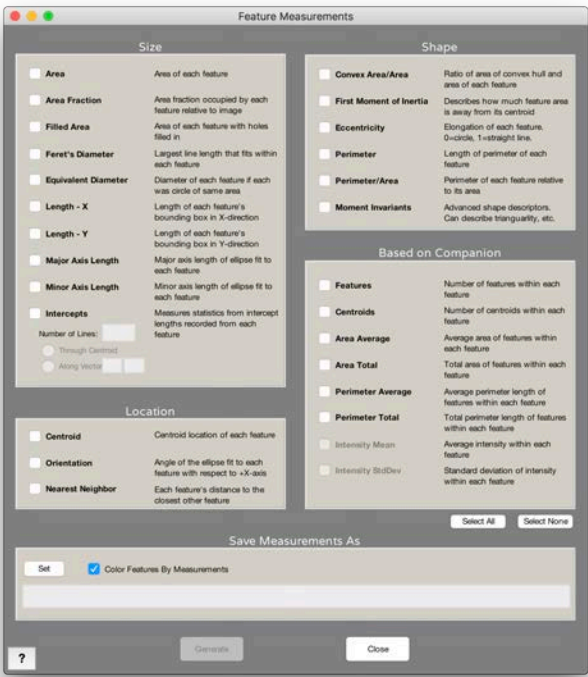 Feature Measurements
Size
Area Area of each feature
Area Fraction Area fraction occupied by each
feature relative to image
Filled Area Area of each feature with holes
filled in
Feret's Diameter Largest line length that fits within
each feature
Equivalent Diameter Diameter of each feature if each
was circle of same area
Length - X Length of each feature's
bounding box in X-direction
Length - Y Length of each feature's
bounding box in Y-direction
Major Axis Length Major axis length of ellipse fit to
each feature
Minor Axis Length Minor axis length of ellipse fit to
each feature
Intercepts Measures statistics from intercept
lengths recorded from each
feature
Number of Lines:
Through Centroid
Along Vector
Location
Centroid Centroid location of each feature
Orientation Angle of the ellipse fit to each
feature with respect to +X-axis
Nearest Neighbor Each feature's distance to the
closest other feature
Shape
Convex Area/Area Ratio of area of convex hull and
area of each feature
First Moment of Inertia Describes how much feature area
is away from its centroid
Eccentricity Elongation of each feature.
0=circle, 1=straight line.
Perimeter Length of perimeter of each
feature
Perimeter/Area Perimeter of each feature relative
to its area
Moment Invariants Advanced shape descriptors.
Can describe trianguarlity, etc.
Based on Companion
Features Number of features within each
feature
Centroids Number of centroids within each
feature
Area Average Average area of features within
each feature
Area Total Total area of features within each
feature
Perimeter Average Average perimeter length of
features within each feature
Perimeter Total Total perimeter length of features
within each feature
Intensity Mean Average intensity within each
feature
Intensity StdDev Standard deviation of intensity
within each feature
Select All Select None
Save Measurements As
Set Color Features By Measurements
Generate Close
?